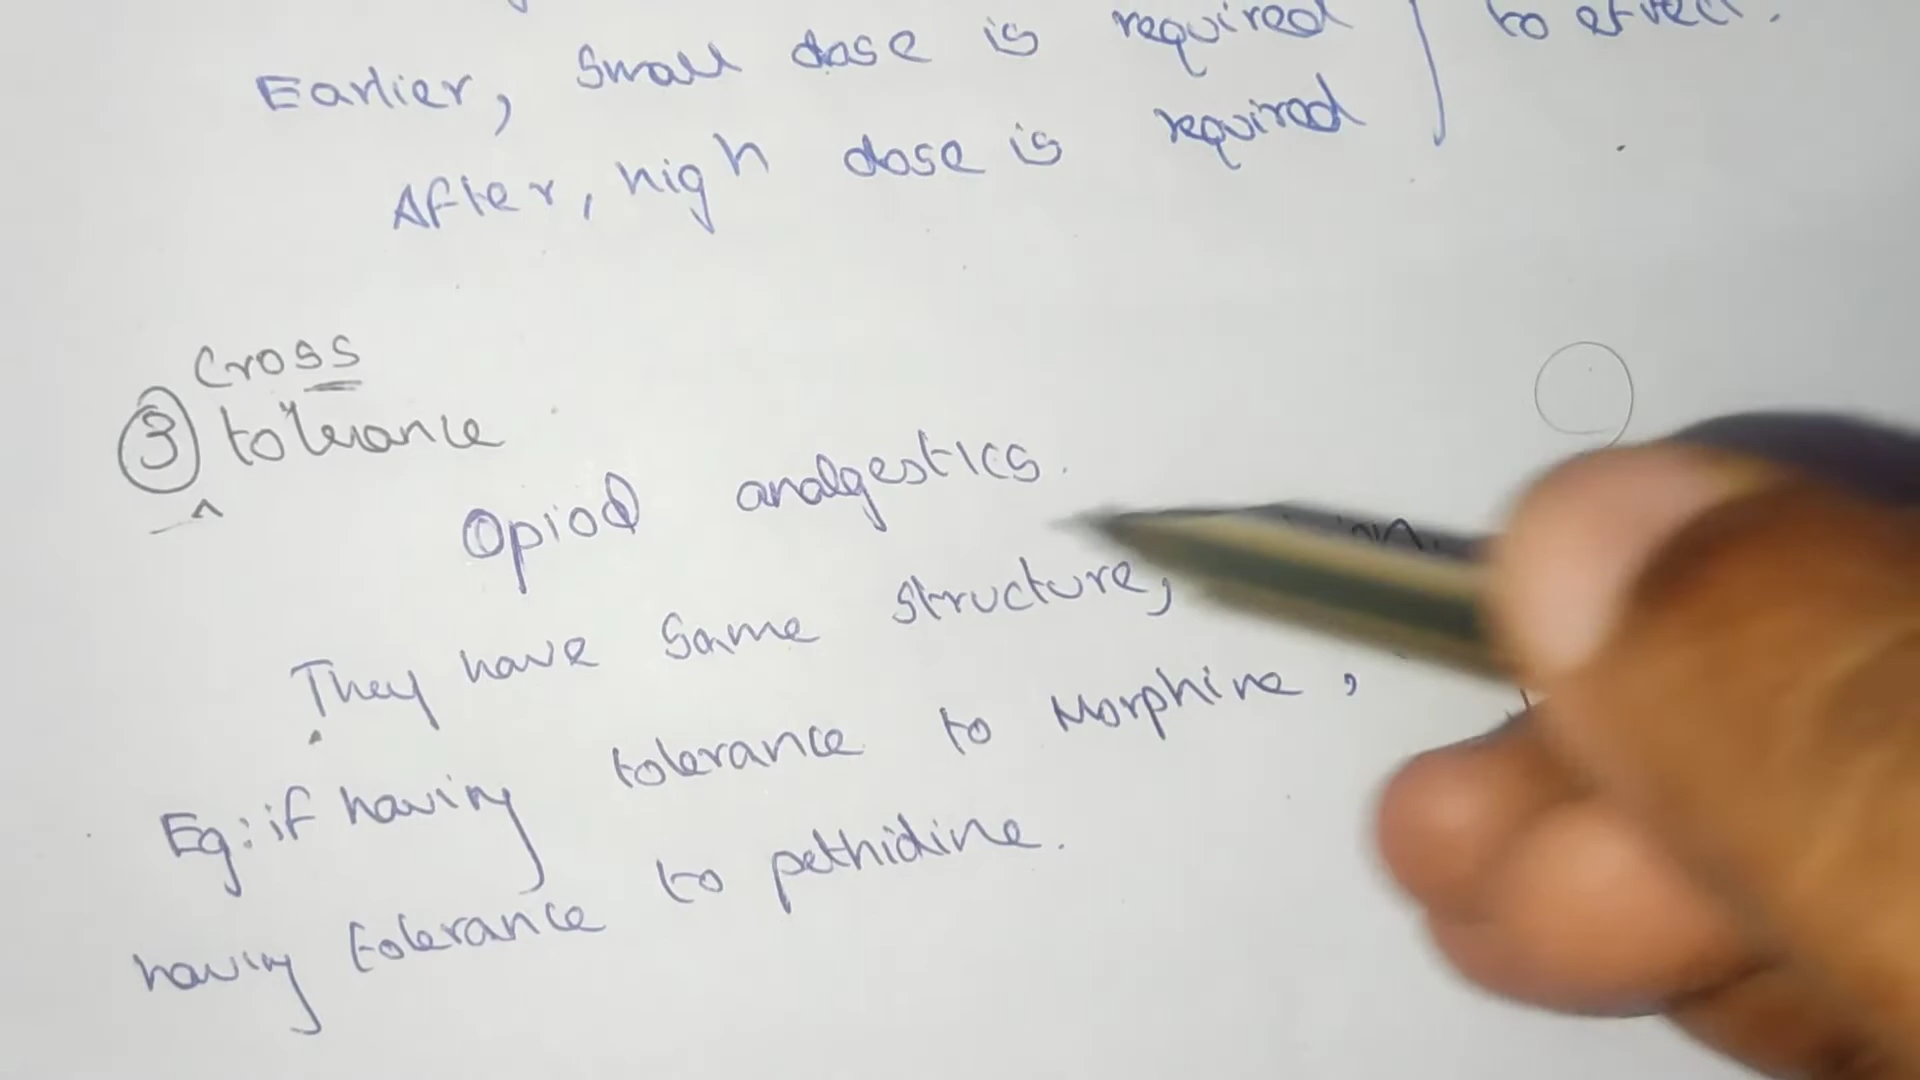 Earlier, small dose is required
to effect.
After, high dose is required
Cross
③ tolerance
Opiod analgestics.
They have same structure,
Eg: if having tolerance to Morphine,
having tolerance to pethidine.